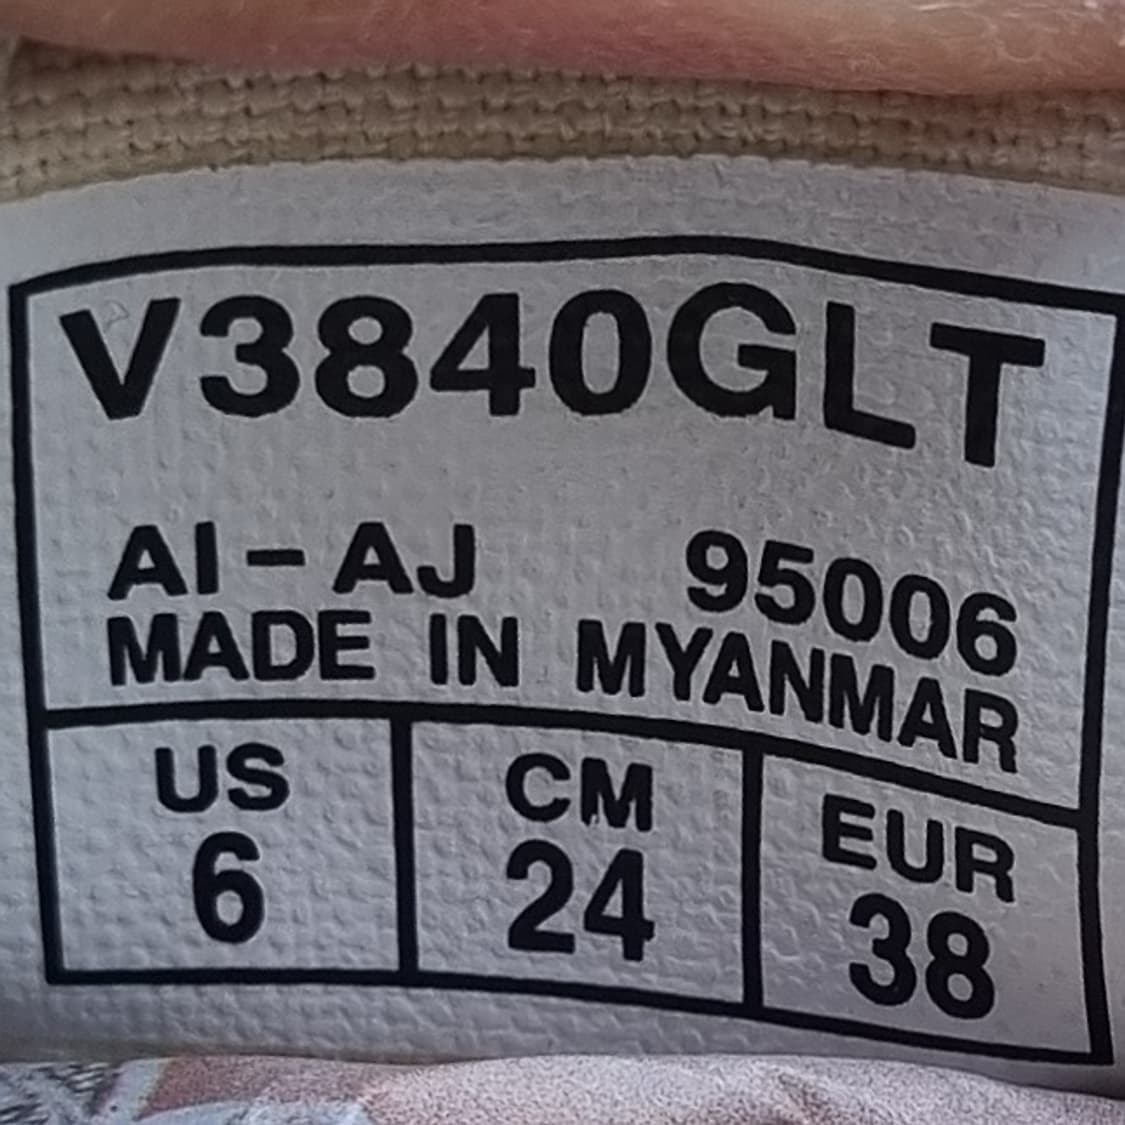 V3840GLT
AI-AJ 95006
MADE IN MYANMAR
US CM EUR
6 24 38